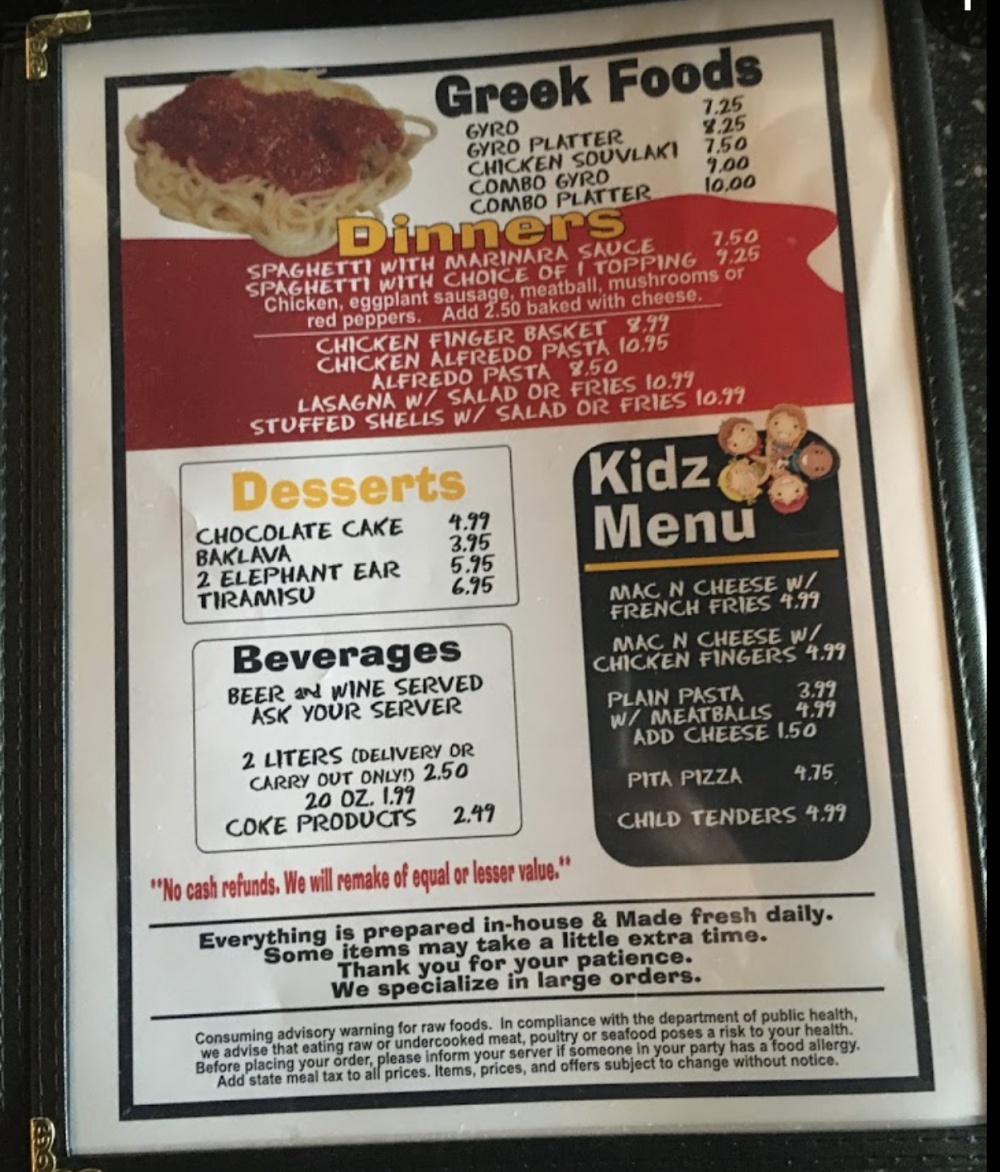 Greek Foods
GYRO 7.25
GYRO PLATTER 8.25
CHICKEN SOUVLAKI 7.50
COMBO GYRO 9.00
COMBO PLATTER 10.00
Dinners
SPAGHETTI WITH MARINARA SAUCE 7.50
SPAGHETTI WITH CHOICE OF 1 TOPPING 9.25
Chicken, eggplant sausage, meatball, mushrooms or
red peppers. Add 2.50 baked with cheese.
CHICKEN FINGER BASKET 8.99
CHICKEN ALFREDO PASTA 10.95
ALFREDO PASTA 8.50
LASAGNA W/ SALAD OR FRIES 10.99
STUFFED SHELLS W/ SALAD OR FRIES 10.99
Desserts
CHOCOLATE CAKE 4.99
BAKLAVA 3.95
2 ELEPHANT EAR 5.95
TIRAMISU 6.95
Beverages
BEER and WINE SERVED
ASK YOUR SERVER
2 LITERS (DELIVERY OR
CARRY OUT ONLY!) 2.50
20 OZ. 1.99
COKE PRODUCTS 2.49
Kidz
Menu
MAC N CHEESE W/
FRENCH FRIES 4.99
MAC N CHEESE W/
CHICKEN FINGERS 4.99
PLAIN PASTA 3.99
W/ MEATBALLS 4.99
ADD CHEESE 1.50
PITA PIZZA 4.75
CHILD TENDERS 4.99
**No cash refunds. We will remake of equal or lesser value.**
Everything is prepared in-house & Made fresh daily.
Some items may take a little extra time.
Thank you for your patience.
We specialize in large orders.
Consuming advisory warning for raw foods. In compliance with the department of public health,
we advise that eating raw or undercooked meat, poultry or seafood poses a risk to your health.
Before placing your order, please inform your server if someone in your party has a food allergy.
Add state meal tax to all prices. Items, prices, and offers subject to change without notice.